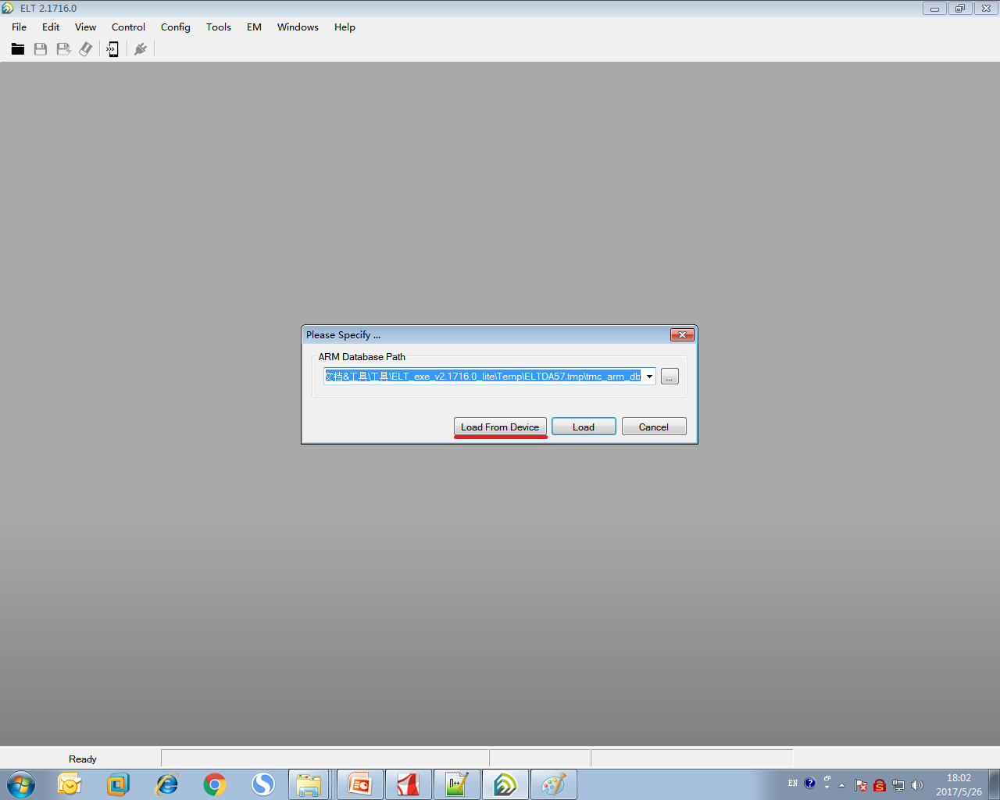 ELT 2.1716.0
File Edit View Control Config Tools EM Windows Help
Please Specify ...
ARM Database Path
文档&工具\工具\ELT_exe_v2.1716.0_lite\Temp\ELTDA57.tmp\tmc_arm_db
...
Load From Device Load Cancel
Ready
EN
18:02
2017/5/26